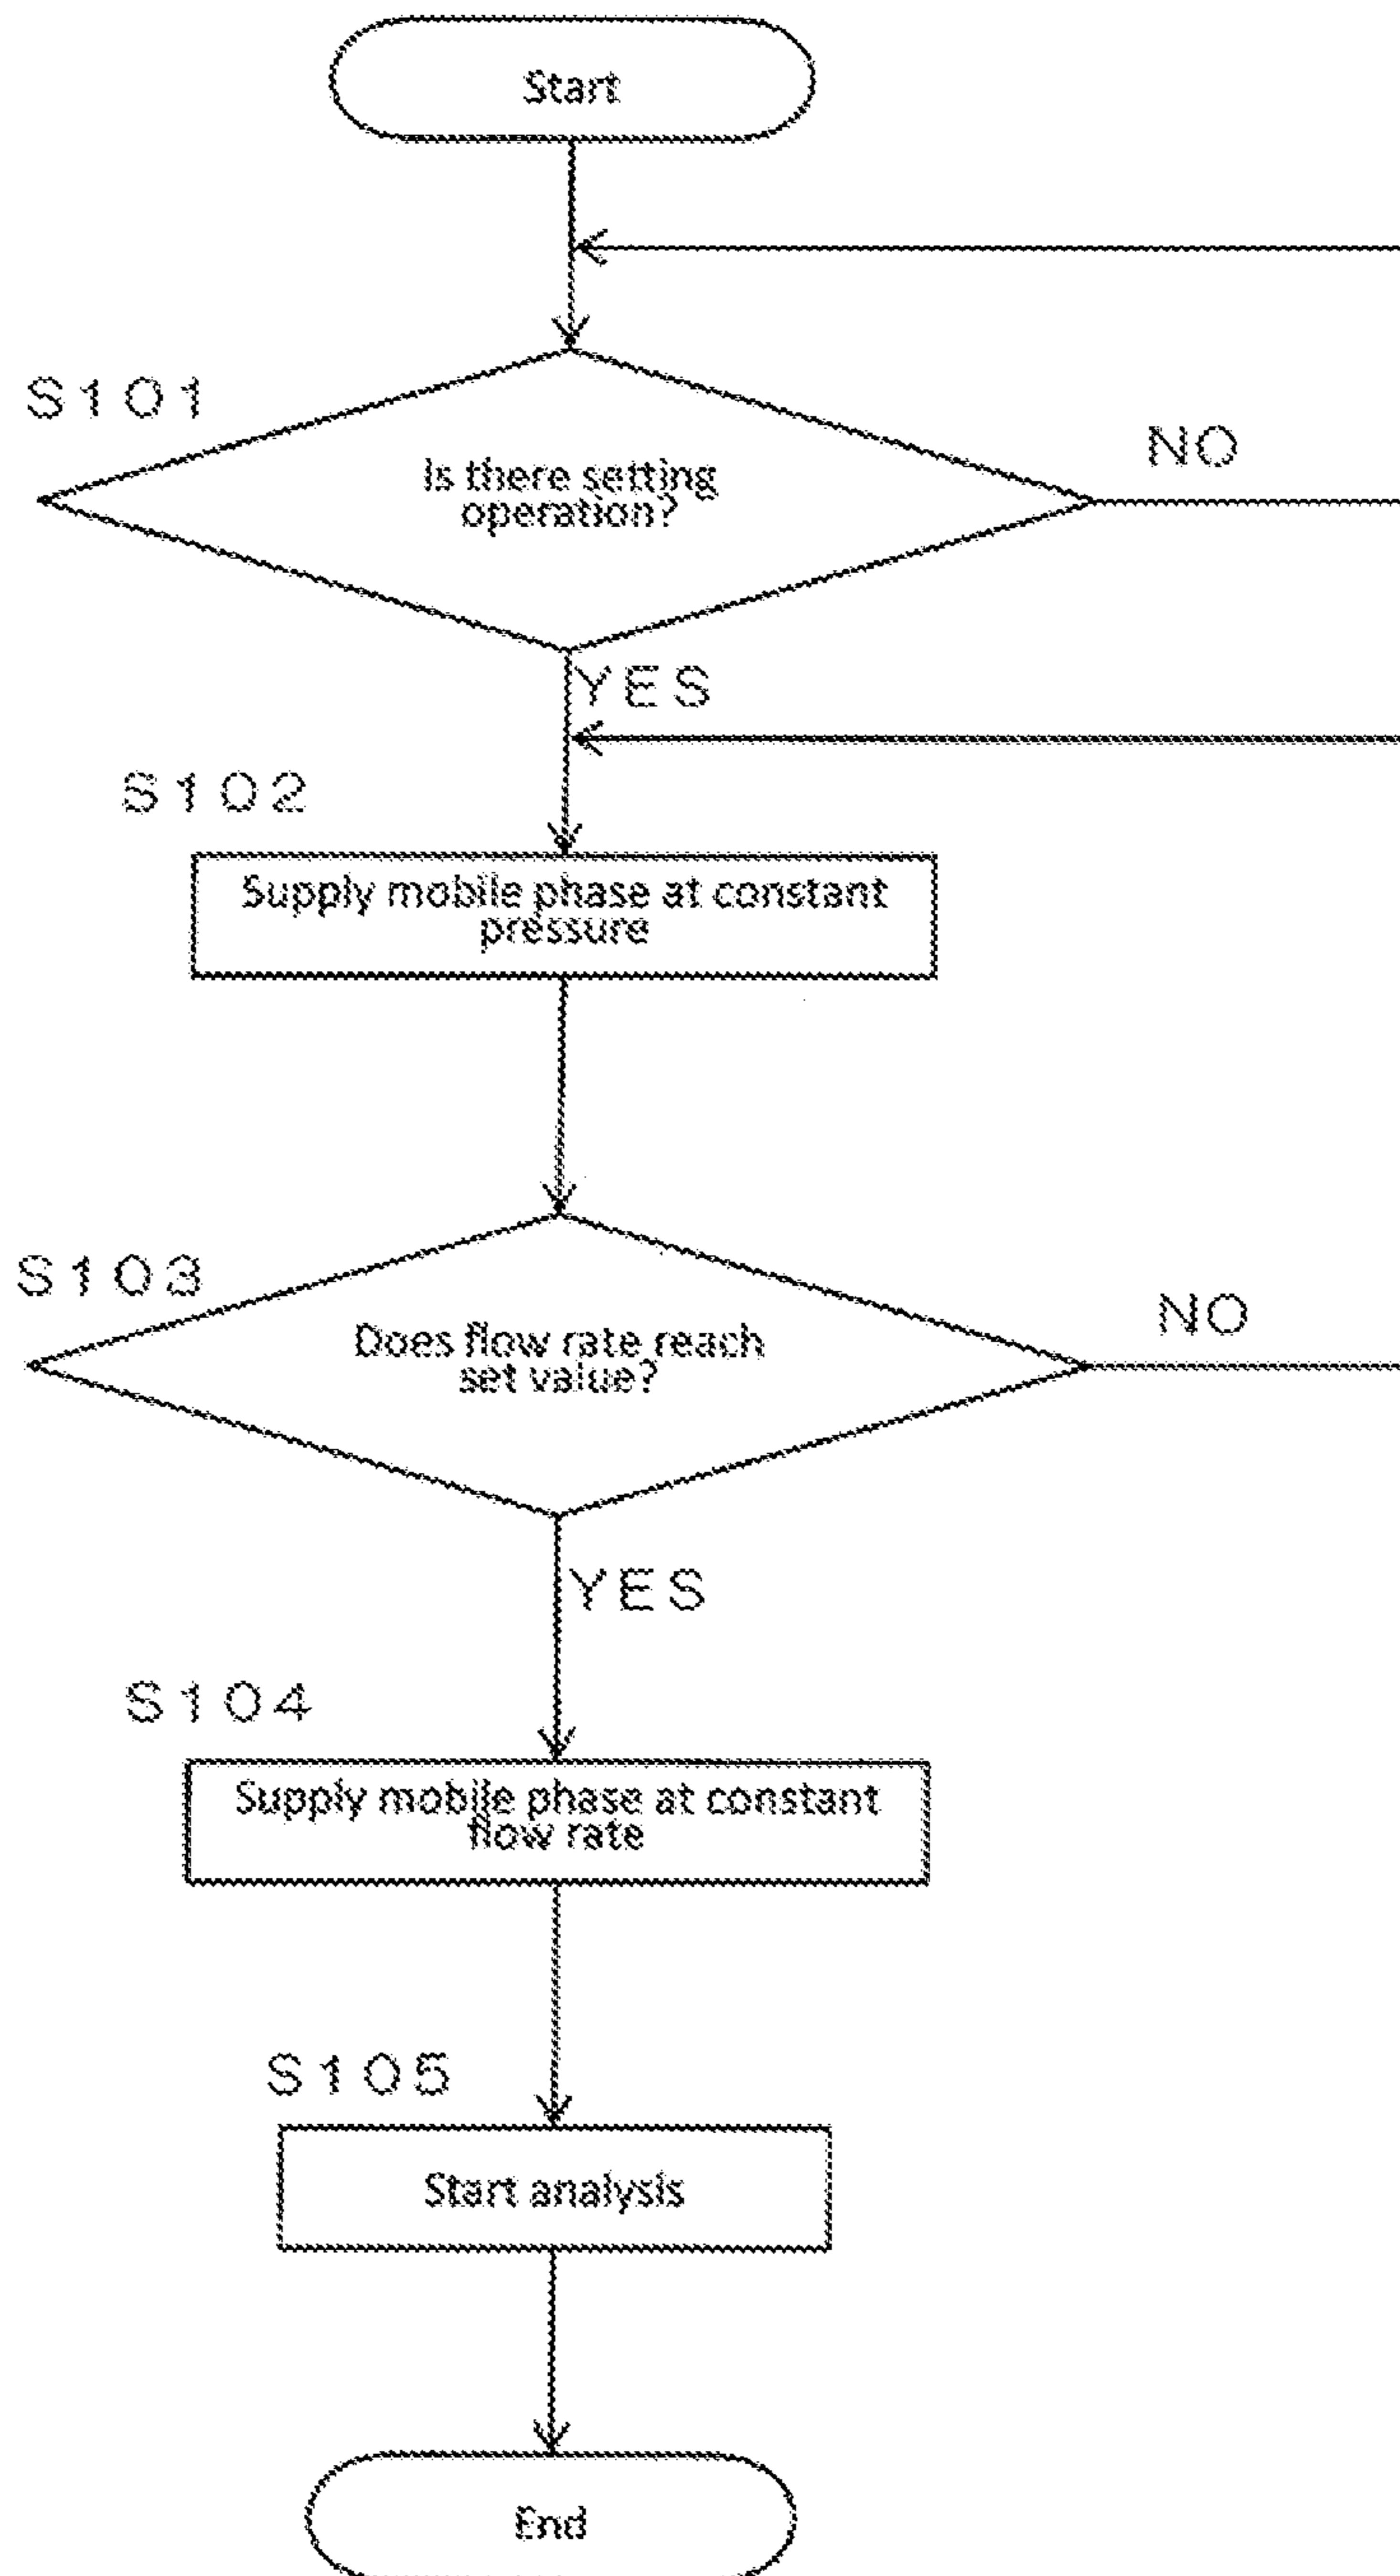 Start
S101
Is there setting
operation?
NO
YES
S102
Supply mobile phase at constant
pressure
S103
Does flow rate reach
set value?
NO
YES
S104
Supply mobile phase at constant
flow rate
S105
Start analysis
End